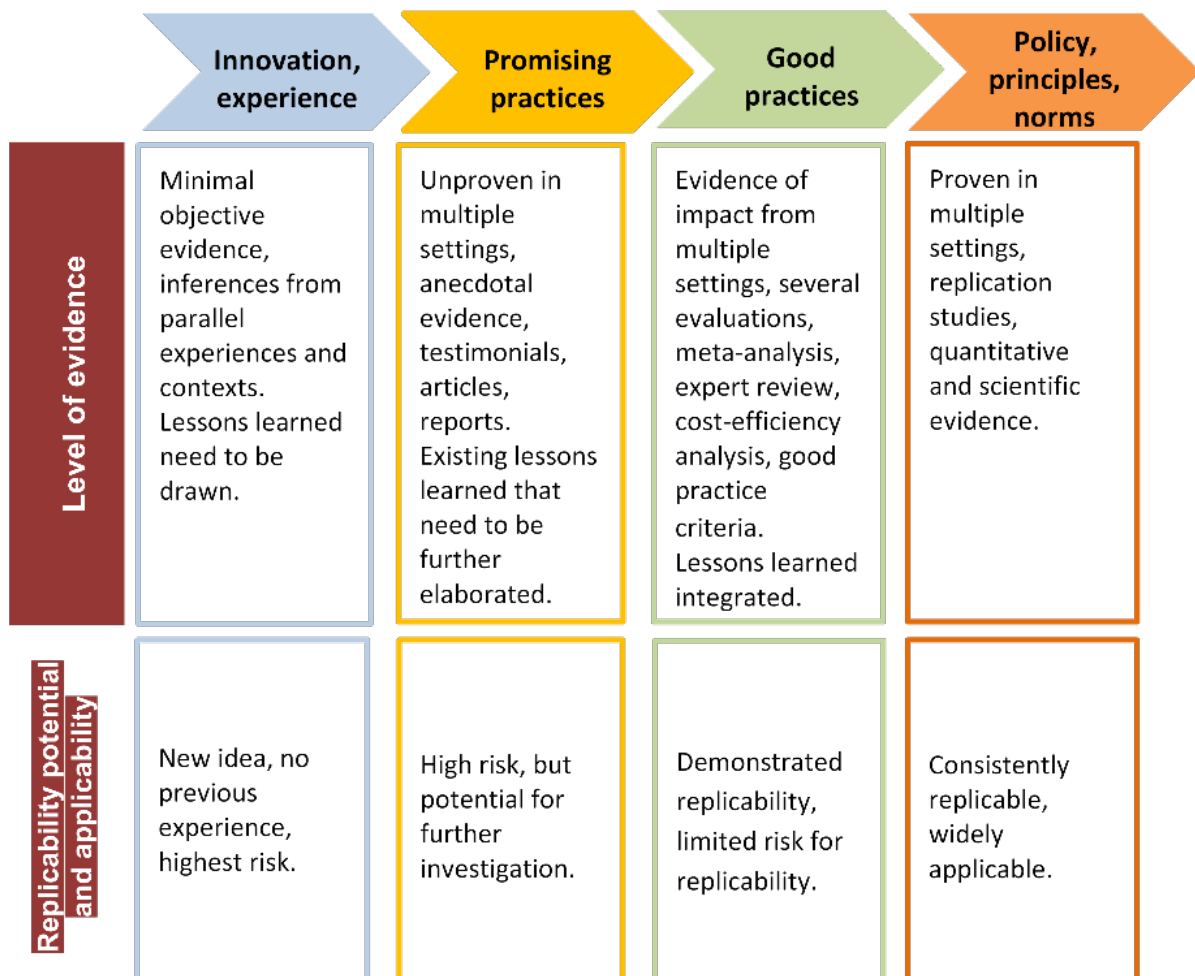 Innovation,
experience
Promising
practices
Good
practices
Policy,
principles,
norms
Level of evidence
Minimal
objective
evidence,
inferences from
parallel
experiences and
contexts.
Lessons learned
need to be
drawn.
Unproven in
multiple
settings,
anecdotal
evidence,
testimonials,
articles,
reports.
Existing lessons
learned that
need to be
further
elaborated.
Evidence of
impact from
multiple
settings, several
evaluations,
meta-analysis,
expert review,
cost-efficiency
analysis, good
practice
criteria.
Lessons learned
integrated.
Proven in
multiple
settings,
replication
studies,
quantitative
and scientific
evidence.
Replicability potential
and applicability
New idea, no
previous
experience,
highest risk.
High risk, but
potential for
further
investigation.
Demonstrated
replicability,
limited risk for
replicability.
Consistently
replicable,
widely
applicable.